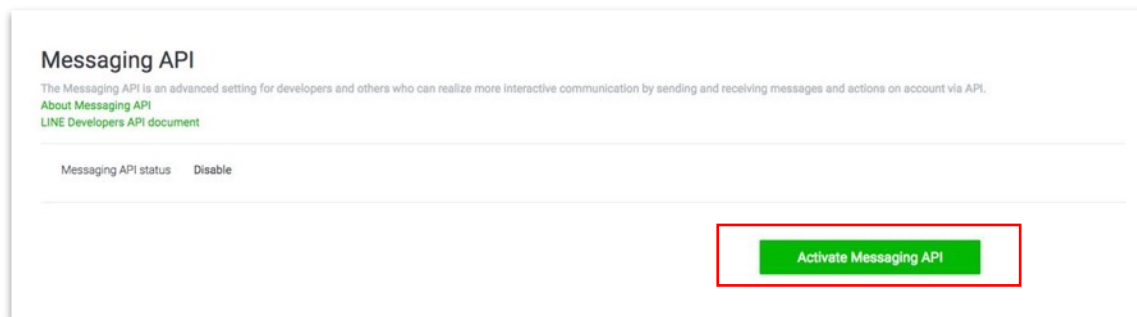 Messaging API
The Messaging API is an advanced setting for developers and others who can realize more interactive communication by sending and receiving messages and actions on account via API.
About Messaging API
LINE Developers API document
Messaging API status Disable
Activate Messaging API